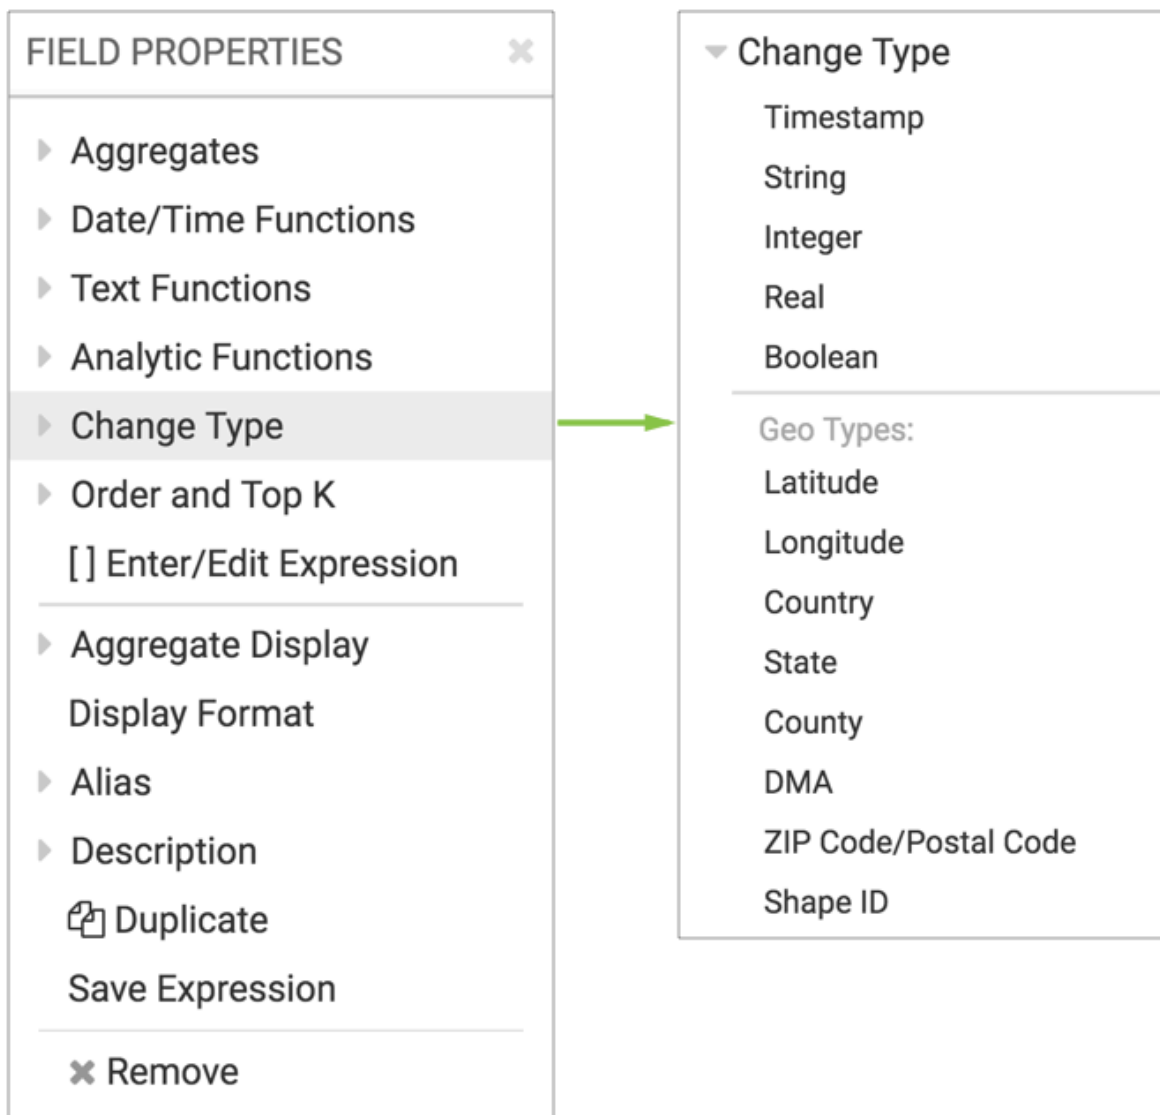 FIELD PROPERTIES
Aggregates
Date/Time Functions
Text Functions
Analytic Functions
Change Type
Order and Top K
[ ] Enter/Edit Expression
Aggregate Display
Display Format
Alias
Description
Duplicate
Save Expression
Remove
Change Type
Timestamp
String
Integer
Real
Boolean
Geo Types:
Latitude
Longitude
Country
State
County
DMA
ZIP Code/Postal Code
Shape ID